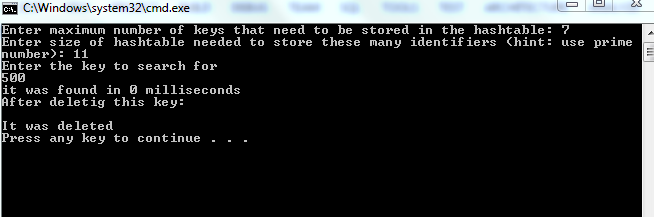 C:\Windows\system32\cmd.exe
Enter maximum number of keys that need to be stored in the hashtable: 7
Enter size of hashtable needed to store these many identifiers (hint: use prime
number): 11
Enter the key to search for
500
it was found in 0 milliseconds
After deletig this key:
It was deleted
Press any key to continue . . .